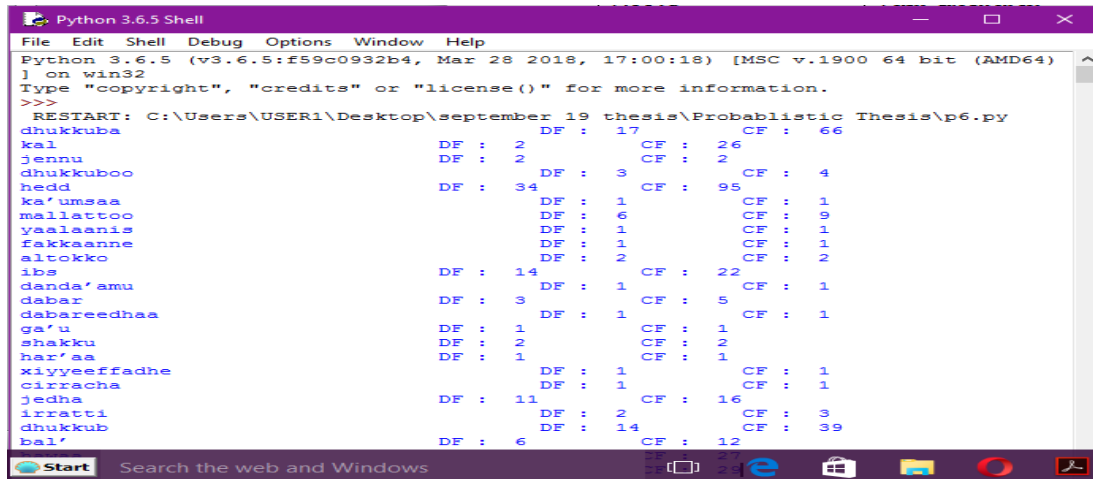 Python 3.6.5 Shell
File Edit Shell Debug Options Window Help
Python 3.6.5 (v3.6.5:f59c0932b4, Mar 28 2018, 17:00:18) [MSC v.1900 64 bit (AMD64)
] on win32
Type "copyright", "credits" or "license()" for more information.
>>>
RESTART: C:\Users\USER1\Desktop\september 19 thesis\Probablistic Thesis\p6.py
dhukkuba DF : 17 CF : 66
kal DF : 2 CF : 26
jennu DF : 2 CF : 2
dhukkuboo DF : 3 CF : 4
hedd DF : 34 CF : 95
ka'umsaa DF : 1 CF : 1
mallattoo DF : 6 CF : 9
yaalaanis DF : 1 CF : 1
fakkaanne DF : 1 CF : 1
altokko DF : 2 CF : 2
ibs DF : 14 CF : 22
danda'amu DF : 1 CF : 1
dabar DF : 3 CF : 5
dabareedhaa DF : 1 CF : 1
ga'u DF : 1 CF : 1
shakku DF : 2 CF : 2
har'aa DF : 1 CF : 1
xiyyeeffadhe DF : 1 CF : 1
cirracha DF : 1 CF : 1
jedha DF : 11 CF : 16
irratti DF : 2 CF : 3
dhukkub DF : 14 CF : 39
bal' DF : 6 CF : 12
CF : 27
CF : 29
Start Search the web and Windows